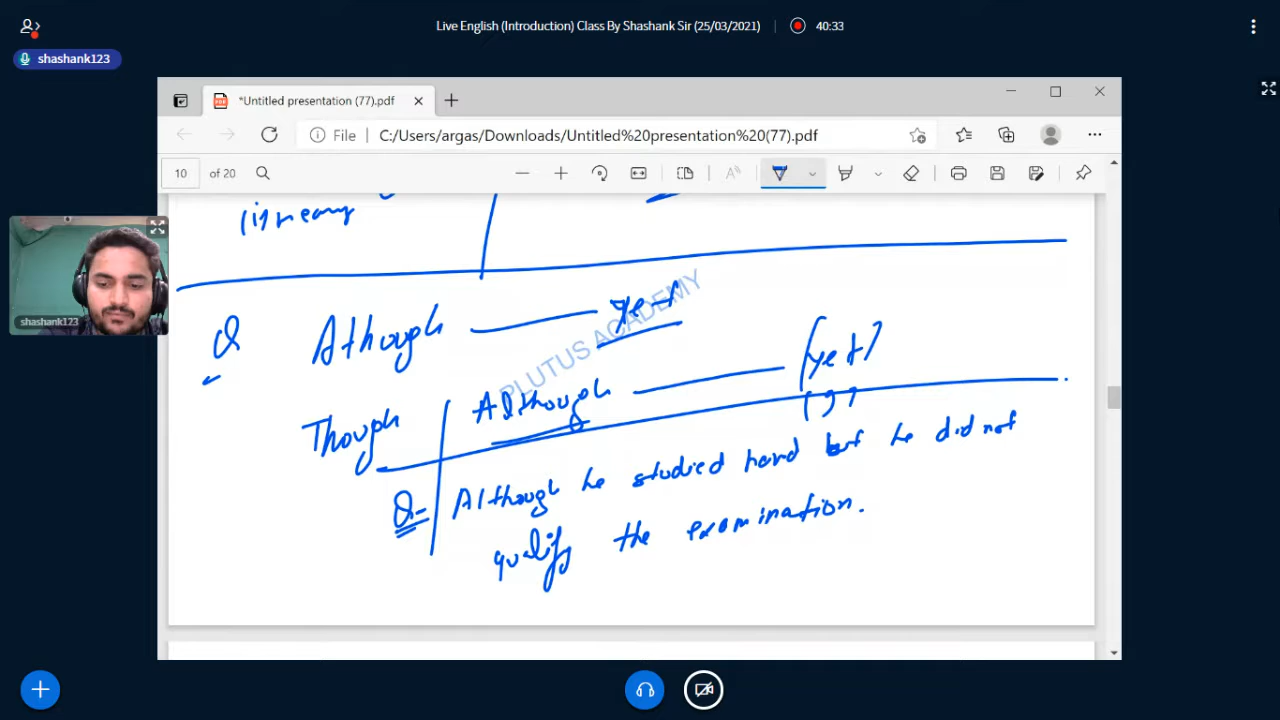 Live English (Introduction) Class By Shashank Sir (25/03/2021)
40:33
shashank123
*Untitled presentation (77).pdf
File
C:/Users/argas/Downloads/Untitled%20presentation%20(77).pdf
10 of 20
shashank123
Q Although yet
PLUTUS ACADEMY
Though Although (yet)
(,)
Q= Although he studied hard but he did not
qualify the examination.